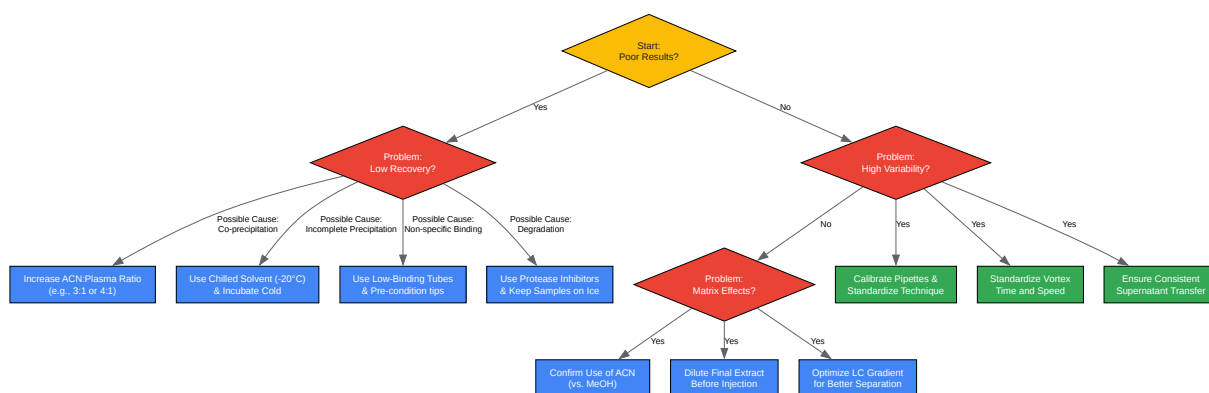 Start:
Poor Results?
Yes
No
Problem:
Low Recovery?
Problem:
High Variability?
Possible Cause:
Co-precipitation
Possible Cause:
Incomplete Precipitation
Possible Cause:
Non-specific Binding
Possible Cause:
Degradation
No
Yes
Yes
Yes
Increase ACN:Plasma Ratio
(e.g., 3:1 or 4:1)
Use Chilled Solvent (-20°C)
& Incubate Cold
Use Low-Binding Tubes
& Pre-condition tips
Use Protease Inhibitors
& Keep Samples on Ice
Problem:
Matrix Effects?
Calibrate Pipettes &
Standardize Technique
Standardize Vortex
Time and Speed
Ensure Consistent
Supernatant Transfer
Yes
Yes
Yes
Confirm Use of ACN
(vs. MeOH)
Dilute Final Extract
Before Injection
Optimize LC Gradient
for Better Separation